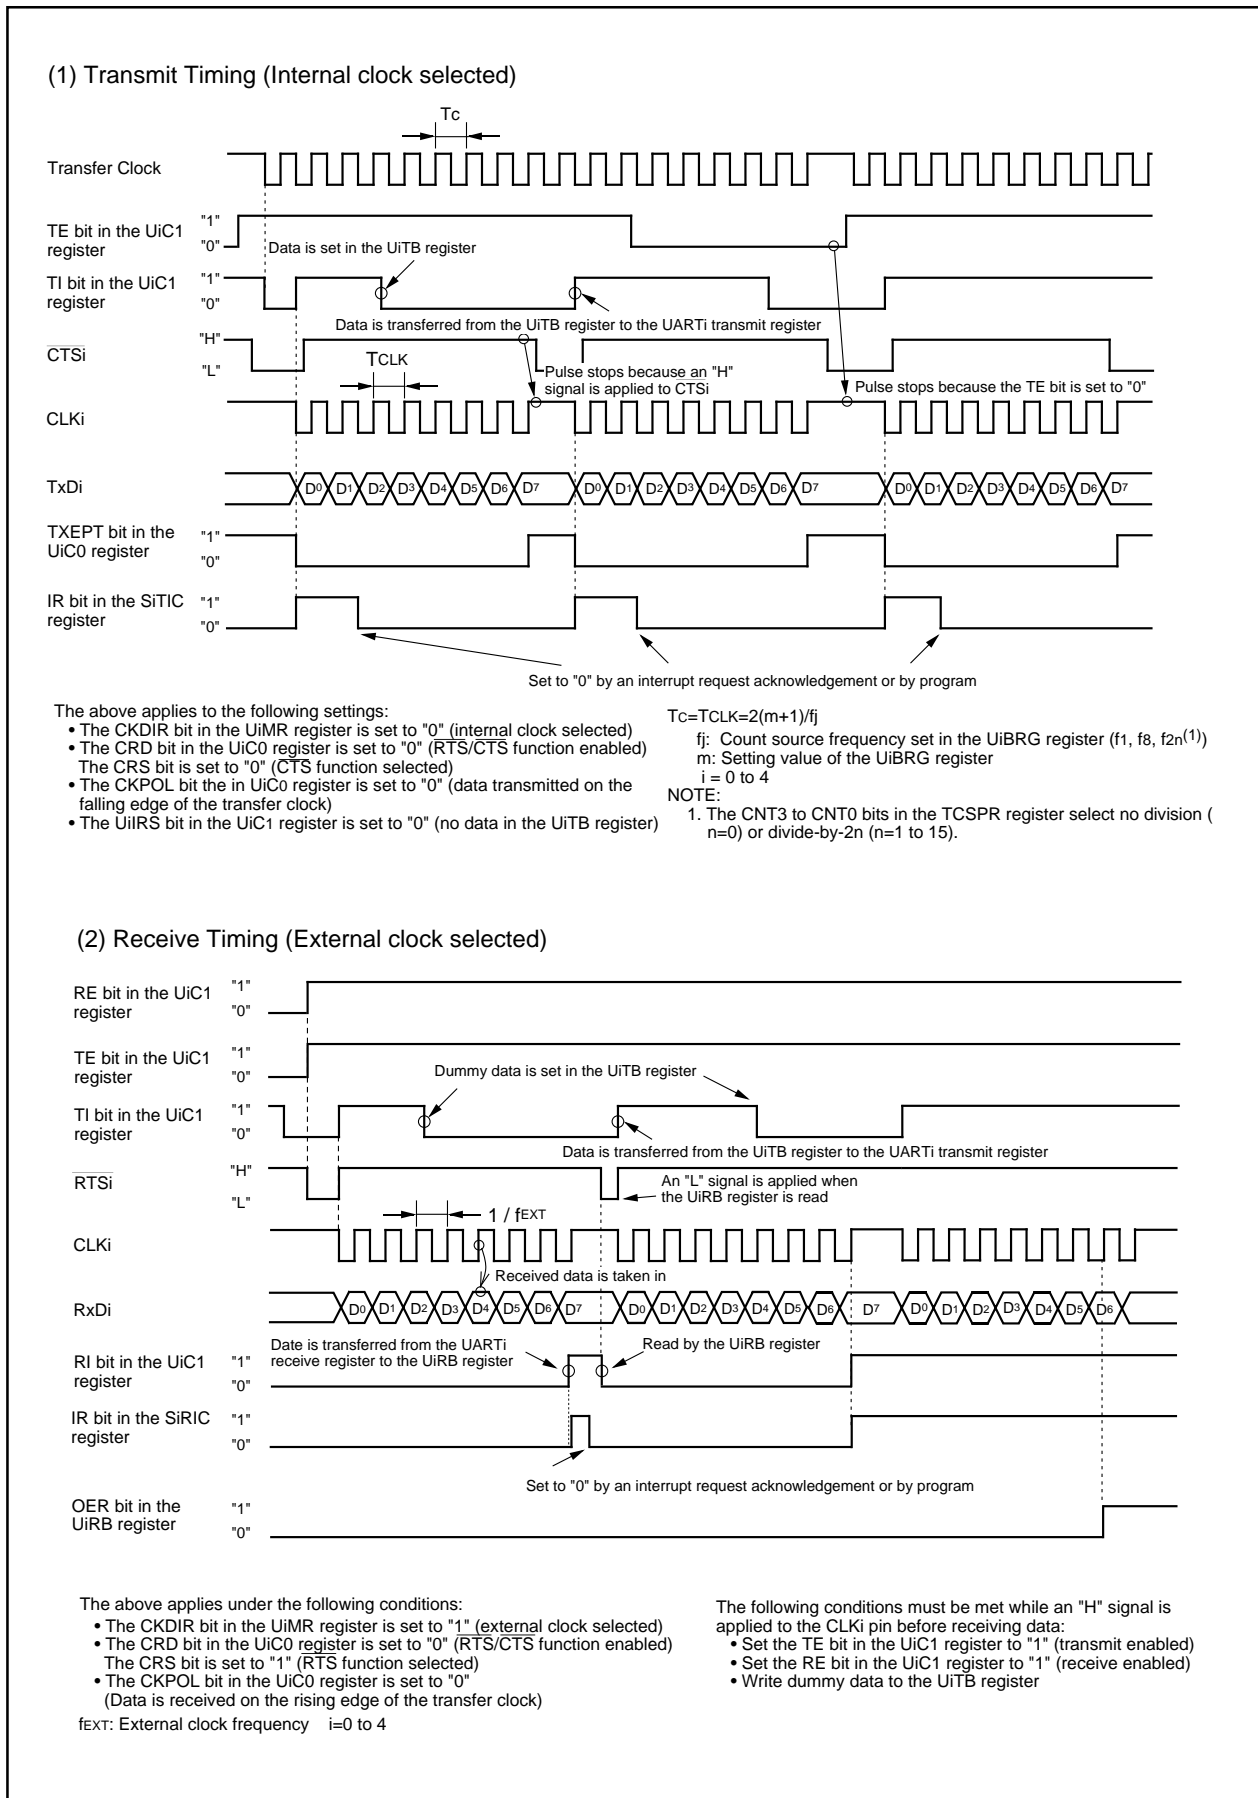 (1) Transmit Timing (Internal clock selected)
Tc
Transfer Clock
TE bit in the UiC1
register
"1"
"0"
Data is set in the UiTB register
TI bit in the UiC1
register
"1"
"0"
Data is transferred from the UiTB register to the UARTi transmit register
CTSi
"H"
"L"
TCLK
Pulse stops because an "H"
signal is applied to CTSi
Pulse stops because the TE bit is set to "0"
CLKi
TxDi
D0 D1 D2 D3 D4 D5 D6 D7 D0 D1 D2 D3 D4 D5 D6 D7 D0 D1 D2 D3 D4 D5 D6 D7
TXEPT bit in the
UiC0 register
"1"
"0"
IR bit in the SiTIC
register
"1"
"0"
Set to "0" by an interrupt request acknowledgement or by program
The above applies to the following settings:
• The CKDIR bit in the UiMR register is set to "0" (internal clock selected)
• The CRD bit in the UiC0 register is set to "0" (RTS/CTS function enabled)
The CRS bit is set to "0" (CTS function selected)
• The CKPOL bit the in UiC0 register is set to "0" (data transmitted on the
falling edge of the transfer clock)
• The UiIRS bit in the UiC1 register is set to "0" (no data in the UiTB register)
TC=TCLK=2(m+1)/fj
fj: Count source frequency set in the UiBRG register (f1, f8, f2n(1))
m: Setting value of the UiBRG register
i = 0 to 4
NOTE:
1. The CNT3 to CNT0 bits in the TCSPR register select no division (
n=0) or divide-by-2n (n=1 to 15).
(2) Receive Timing (External clock selected)
RE bit in the UiC1
register
"1"
"0"
TE bit in the UiC1
register
"1"
"0"
Dummy data is set in the UiTB register
TI bit in the UiC1
register
"1"
"0"
Data is transferred from the UiTB register to the UARTi transmit register
RTSi
"H"
"L"
An "L" signal is applied when
the UiRB register is read
1 / fEXT
CLKi
Received data is taken in
RxDi
D0 D1 D2 D3 D4 D5 D6 D7 D0 D1 D2 D3 D4 D5 D6 D7 D0 D1 D2 D3 D4 D5 D6
Date is transferred from the UARTi
receive register to the UiRB register
Read by the UiRB register
RI bit in the UiC1
register
"1"
"0"
IR bit in the SiRIC
register
"1"
"0"
Set to "0" by an interrupt request acknowledgement or by program
OER bit in the
UiRB register
"1"
"0"
The above applies under the following conditions:
• The CKDIR bit in the UiMR register is set to "1" (external clock selected)
• The CRD bit in the UiC0 register is set to "0" (RTS/CTS function enabled)
The CRS bit is set to "1" (RTS function selected)
• The CKPOL bit in the UiC0 register is set to "0"
(Data is received on the rising edge of the transfer clock)
fEXT: External clock frequency i=0 to 4
The following conditions must be met while an "H" signal is
applied to the CLKi pin before receiving data:
• Set the TE bit in the UiC1 register to "1" (transmit enabled)
• Set the RE bit in the UiC1 register to "1" (receive enabled)
• Write dummy data to the UiTB register